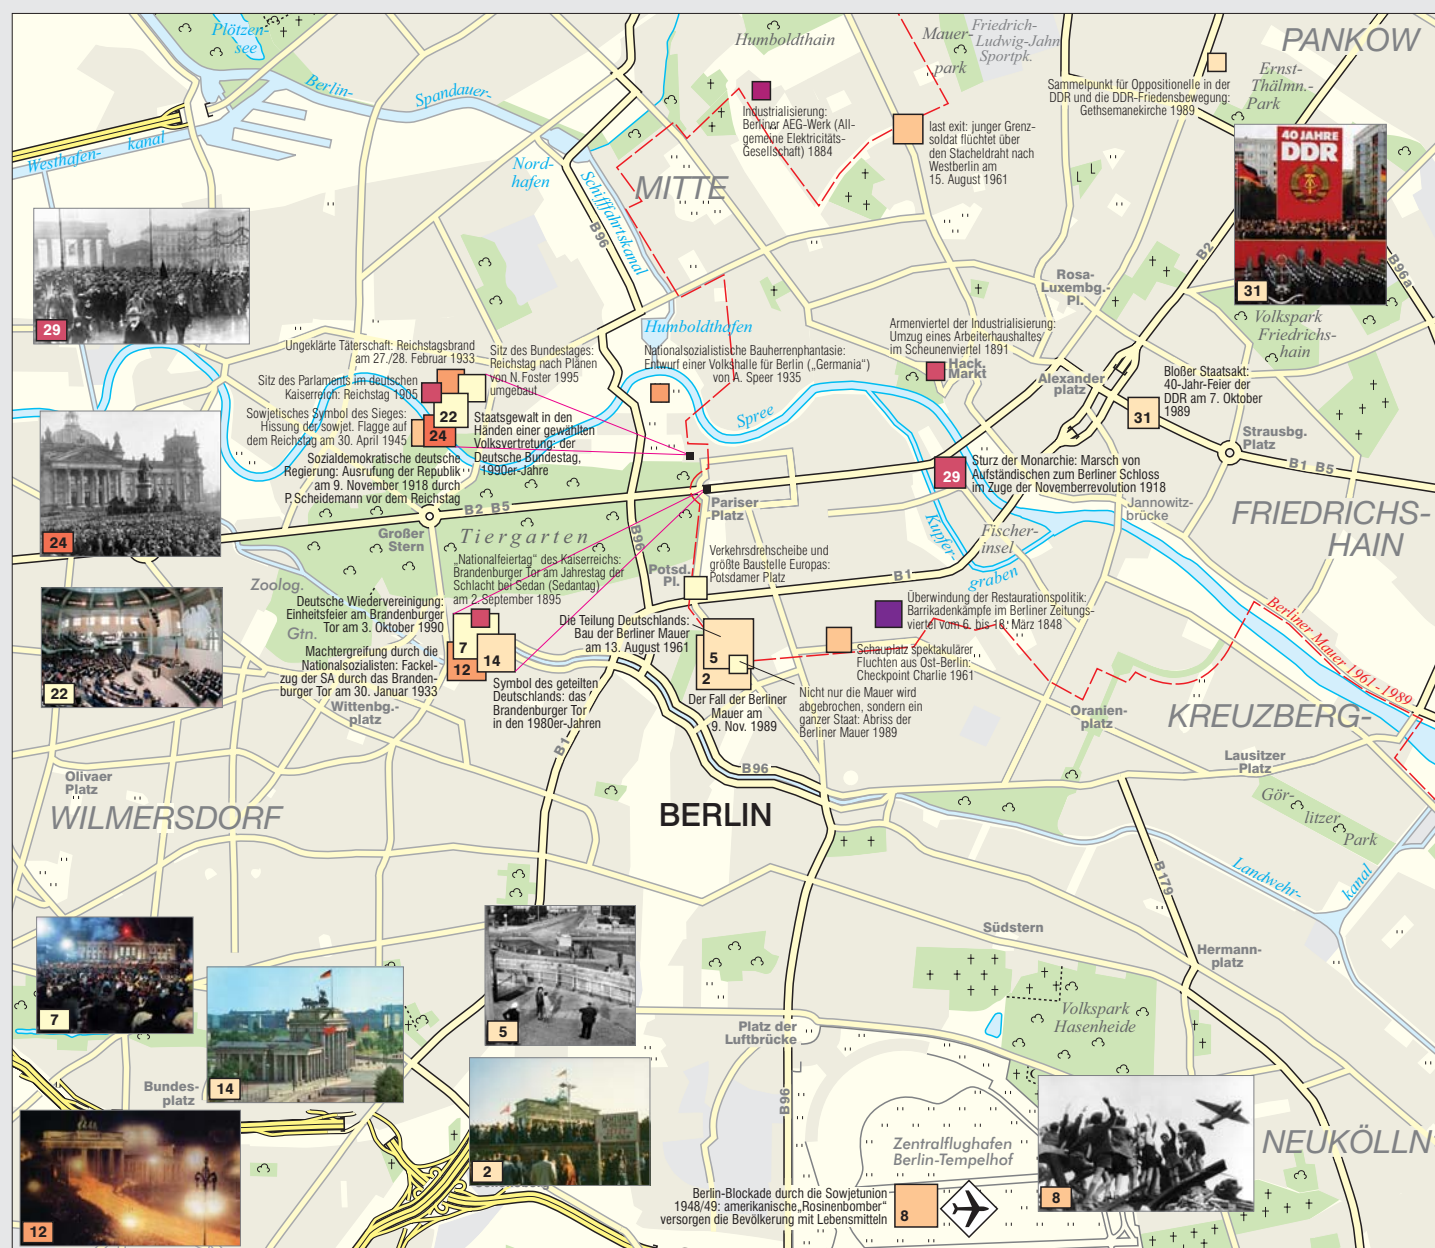 Plötzen-
see
Berlin-
Spandauer-
Westhafen-
kanal
Nord-
hafen
Schifffahrtskanal
B96
Humboldthain
Mauer-
park
Friedrich-
Ludwig-Jahn
Sportpk.
PANKOW
Ernst-
Thälmn.-
Park
Sammelpunkt für Oppositionelle in der
DDR und die DDR-Friedensbewegung:
Gethsemanekirche 1989
Industrialisierung:
Berliner AEG-Werk (All-
gemeine Elektricitäts-
Gesellschaft) 1884
last exit: junger Grenz-
soldat flüchtet über
den Stacheldraht nach
Westberlin am
15. August 1961
40 JAHRE
DDR
31
MITTE
B2
B96a
Rosa-
Luxembg.-
Pl.
Volkspark
Friedrichs-
hain
29
Humboldthafen
Ungeklärte Täterschaft: Reichstagsbrand
am 27./28. Februar 1933
Sitz des Bundestages:
Reichstag nach Plänen
von N. Foster 1995
umgebaut
Sitz des Parlaments im deutschen
Kaiserreich: Reichstag 1905
Sowjetisches Symbol des Sieges:
Hissung der sowjet. Flagge auf
dem Reichstag am 30. April 1945
22
24
Staatsgewalt in den
Händen einer gewählten
Volksvertretung: der
Deutsche Bundestag,
1990er-Jahre
Sozialdemokratische deutsche
Regierung: Ausrufung der Republik
am 9. November 1918 durch
P. Scheidemann vor dem Reichstag
Nationalsozialistische Bauherrenphantasie:
Entwurf einer Volkshalle für Berlin („Germania“)
von A. Speer 1935
Armenviertel der Industrialisierung:
Umzug eines Arbeiterhaushaltes
im Scheunenviertel 1891
Hack.
Markt
Alexander
platz
Bloßer Staatsakt:
40-Jahr-Feier der
DDR am 7. Oktober
1989
31
Strausbg.
Platz
B1 B5
Spree
29
Sturz der Monarchie: Marsch von
Aufständischen zum Berliner Schloss
im Zuge der Novemberrevolution 1918
Jannowitz-
brücke
FRIEDRICHS-
HAIN
24
Großer
Stern
B2 B5
Tiergarten
B96
Pariser
Platz
Kupfer-
graben
Fischer-
insel
Zoolog.
Gtn.
„Nationalfeiertag“ des Kaiserreichs:
Brandenburger Tor am Jahrestag der
Schlacht bei Sedan (Sedantag)
am 2. September 1895
Potsd.
Pl.
Verkehrsdrehscheibe und
größte Baustelle Europas:
Potsdamer Platz
B1
Überwindung der Restaurationspolitik:
Barrikadenkämpfe im Berliner Zeitungs-
viertel vom 6. bis 18. März 1848
Deutsche Wiedervereinigung:
Einheitsfeier am Brandenburger
Tor am 3. Oktober 1990
Machtergreifung durch die
Nationalsozialisten: Fackel-
zug der SA durch das Branden-
burger Tor am 30. Januar 1933
7
12
14
Symbol des geteilten
Deutschlands: das
Brandenburger Tor
in den 1980er-Jahren
Die Teilung Deutschlands:
Bau der Berliner Mauer
am 13. August 1961
5
2
Der Fall der Berliner
Mauer am
9. Nov. 1989
Schauplatz spektakulärer
Fluchten aus Ost-Berlin:
Checkpoint Charlie 1961
Nicht nur die Mauer wird
abgebrochen, sondern ein
ganzer Staat: Abriss der
Berliner Mauer 1989
Berliner Mauer 1961-1989
22
Wittenbg.-
platz
Oranien-
platz
KREUZBERG-
Lausitzer
Platz
B1
B96
Olivaer
Platz
WILMERSDORF
BERLIN
Gör-
litzer
Park
Landwehr-
kanal
B179
Südstern
Hermann-
platz
7
14
5
Volkspark
Hasenheide
Platz der
Luftbrücke
Bundes-
platz
B96
12
2
Zentralflughafen
Berlin-Tempelhof
NEUKÖLLN
Berlin-Blockade durch die Sowjetunion
1948/49: amerikanische „Rosinenbomber“
versorgen die Bevölkerung mit Lebensmitteln
8
8